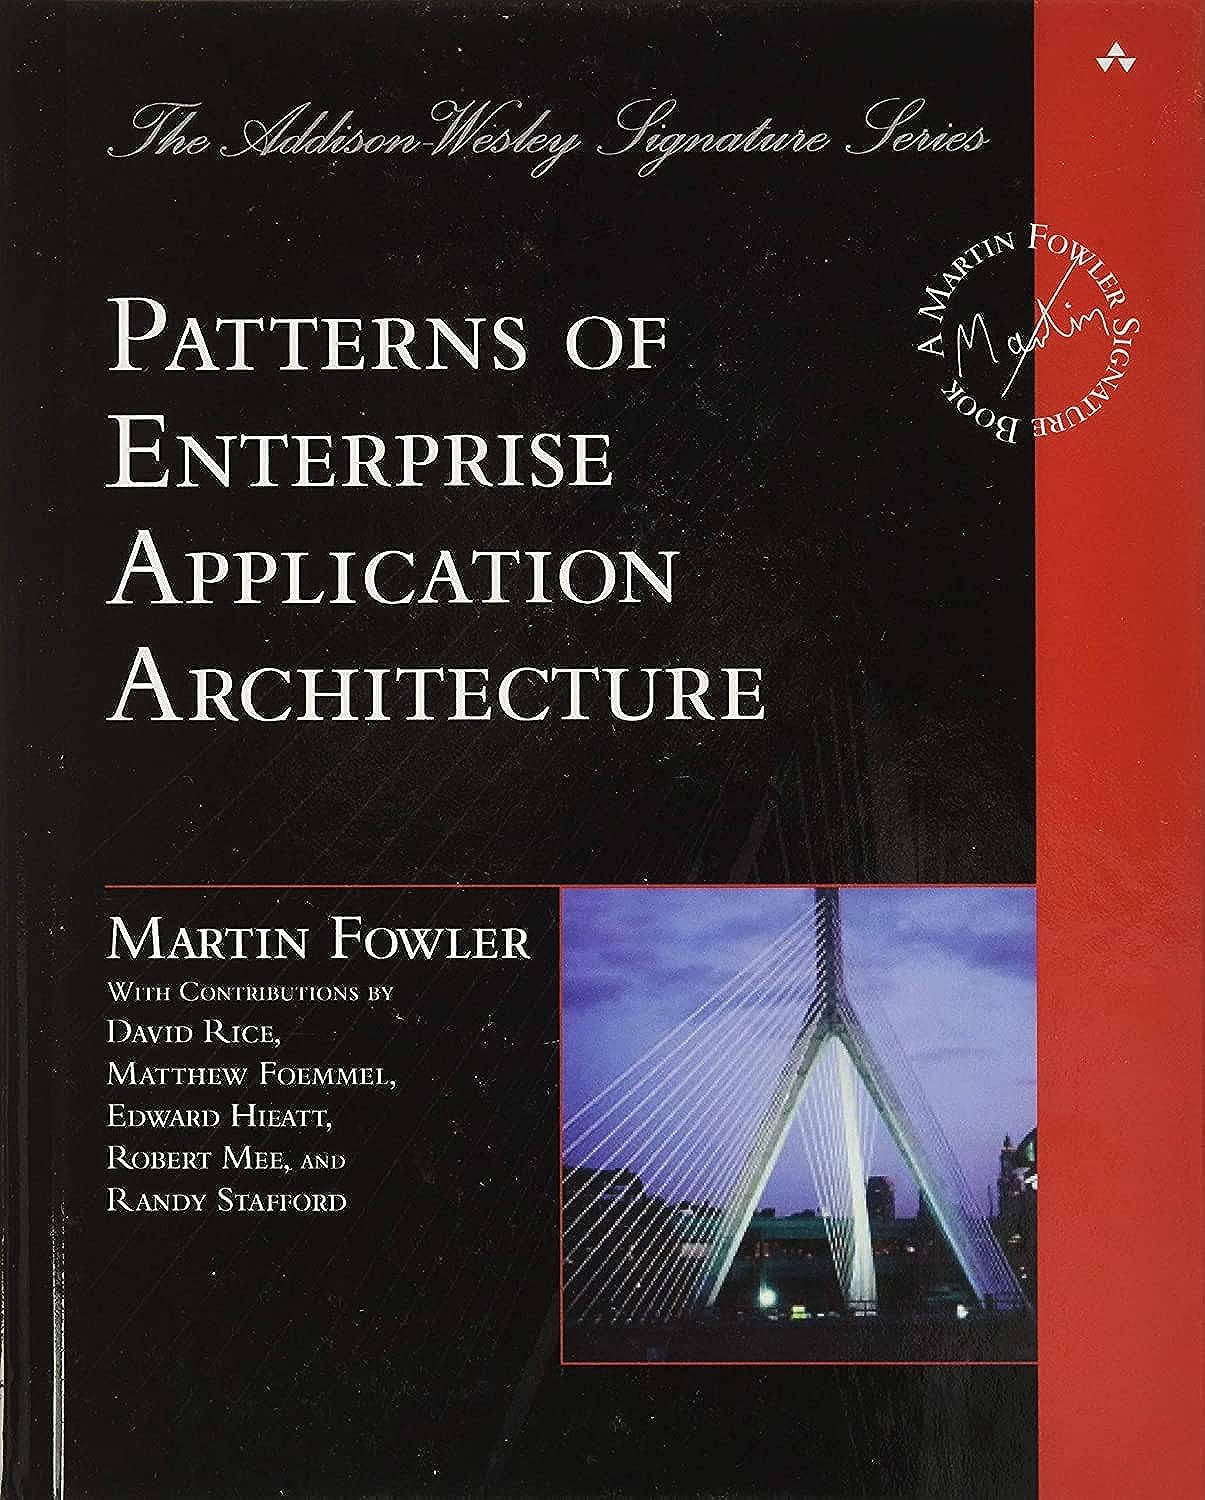 The Addison-Wesley Signature Series
A MARTIN FOWLER SIGNATURE BOOK
Martin
PATTERNS OF
ENTERPRISE
APPLICATION
ARCHITECTURE
MARTIN FOWLER
WITH CONTRIBUTIONS BY
DAVID RICE,
MATTHEW FOEMMEL,
EDWARD HIEATT,
ROBERT MEE, AND
RANDY STAFFORD